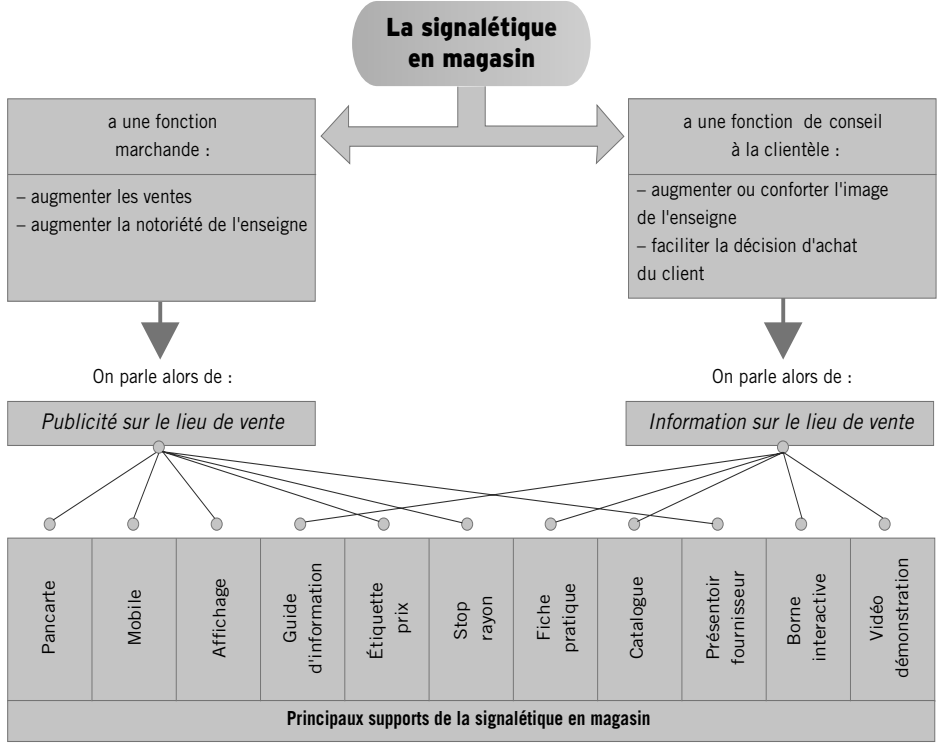 La signalétique
en magasin
a une fonction
marchande :
– augmenter les ventes
– augmenter la notoriété de l'enseigne
a une fonction de conseil
à la clientèle :
– augmenter ou conforter l'image
de l'enseigne
– faciliter la décision d'achat
du client
On parle alors de :
On parle alors de :
Publicité sur le lieu de vente
Information sur le lieu de vente
Pancarte
Mobile
Affichage
Guide
d'information
Étiquette
prix
Stop
rayon
Fiche
pratique
Catalogue
Présentoir
fournisseur
Borne
interactive
Vidéo
démonstration
Principaux supports de la signalétique en magasin